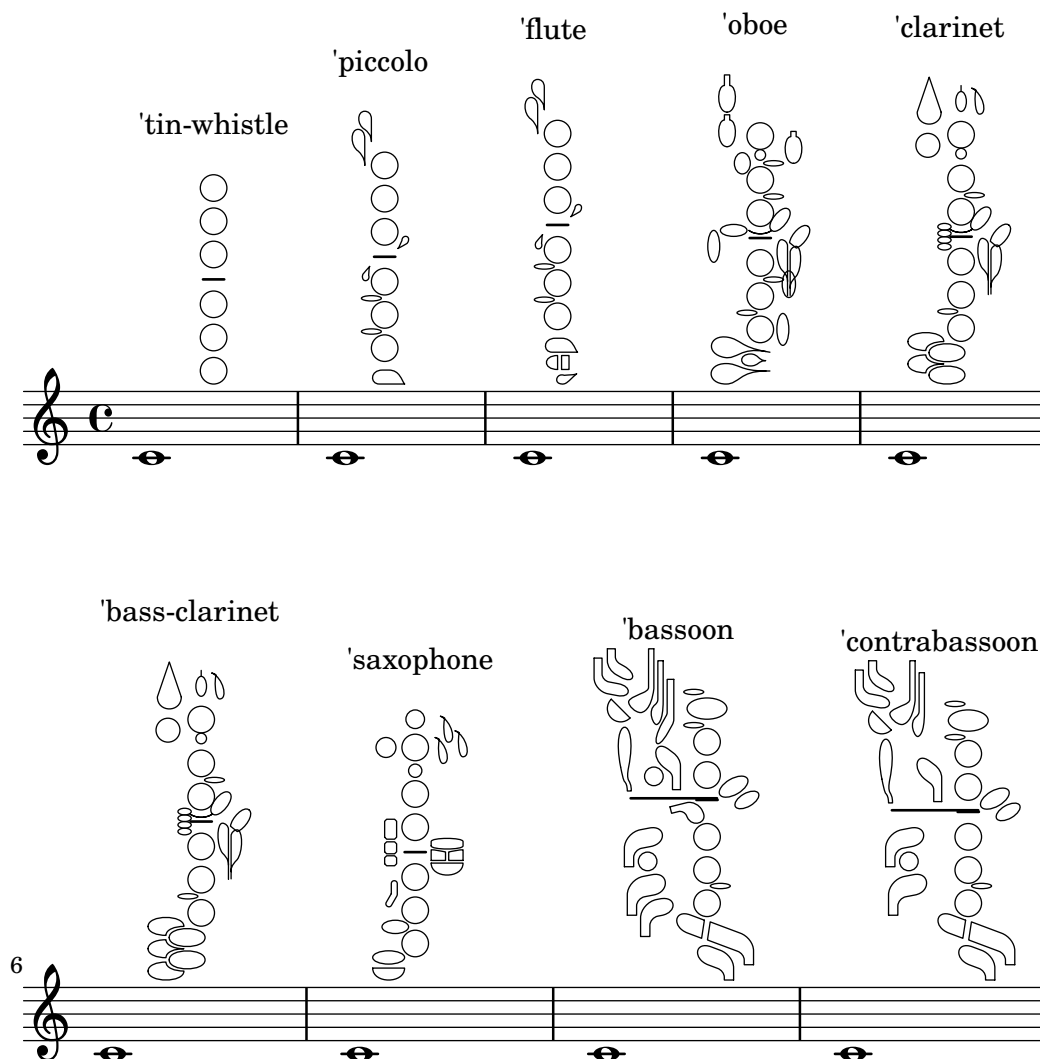 'tin-whistle
'piccolo
'flute
'oboe
'clarinet
'bass-clarinet
'saxophone
'bassoon
'contrabassoon
6